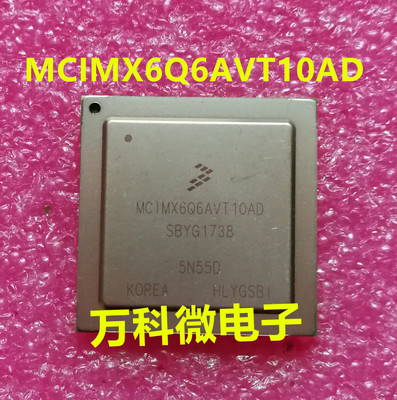 MCIMX6Q6AVT10AD
MCIMX6Q6AVT10AD
SBYG1738
5N55D
KOREA HLYGSBI
万科微电子